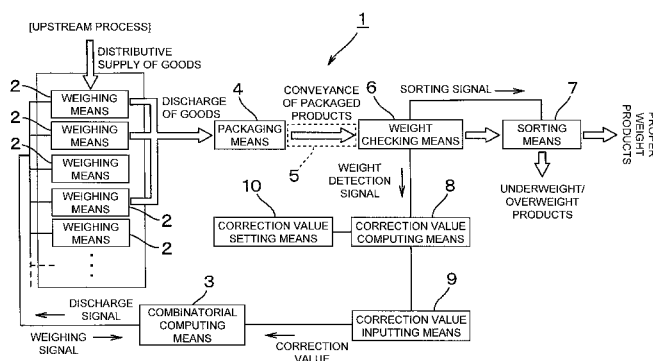 [UPSTREAM PROCESS]
1
DISTRIBUTIVE
SUPPLY OF GOODS
2
WEIGHING
MEANS
2
WEIGHING
MEANS
2
WEIGHING
MEANS
WEIGHING
MEANS
2
WEIGHING
MEANS
2
DISCHARGE
OF GOODS
4
PACKAGING
MEANS
CONVEYANCE
OF PACKAGED
PRODUCTS
5
6
WEIGHT
CHECKING MEANS
SORTING SIGNAL
7
SORTING
MEANS
PROPER
WEIGHT
PRODUCTS
UNDERWEIGHT/
OVERWEIGHT
PRODUCTS
WEIGHT
DETECTION
SIGNAL
10
CORRECTION VALUE
SETTING MEANS
8
CORRECTION VALUE
COMPUTING MEANS
9
CORRECTION VALUE
INPUTTING MEANS
3
COMBINATORIAL
COMPUTING
MEANS
DISCHARGE
SIGNAL
WEIGHING
SIGNAL
CORRECTION
VALUE